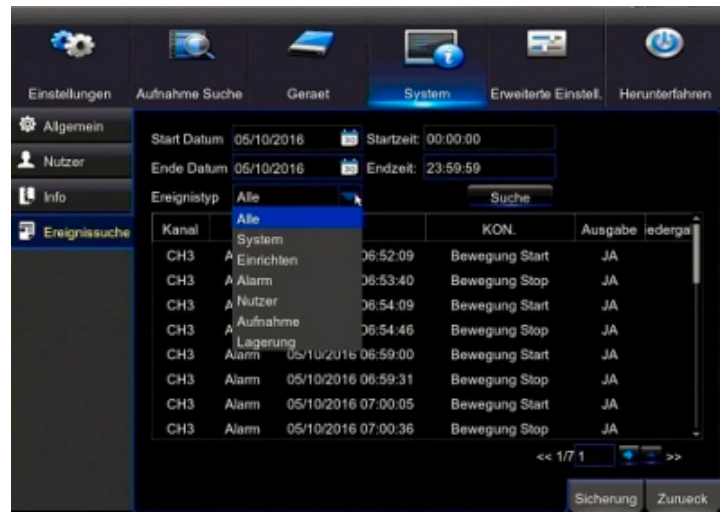 Einstellungen Aufnahme Suche Geraet System Erweiterte Einstell. Herunterfahren
Allgemein
Nutzer
Info
Ereignissuche
Start Datum 05/10/2016 Startzeit: 00:00:00
Ende Datum 05/10/2016 Endzeit: 23:59:59
Ereignistyp Alle Suche
Alle
System
Einrichten
Alarm
Nutzer
Aufnahme
Lagerung
Kanal KON. Ausgabe iederga
CH3 A 06:52:09 Bewegung Start JA
CH3 A 06:53:40 Bewegung Stop JA
CH3 A 06:54:09 Bewegung Start JA
CH3 A 06:54:46 Bewegung Stop JA
CH3 Alarm 05/10/2016 06:59:00 Bewegung Start JA
CH3 Alarm 05/10/2016 06:59:31 Bewegung Stop JA
CH3 Alarm 05/10/2016 07:00:05 Bewegung Start JA
CH3 Alarm 05/10/2016 07:00:36 Bewegung Stop JA
<< 1/7 1 >>
Sicherung Zurueck